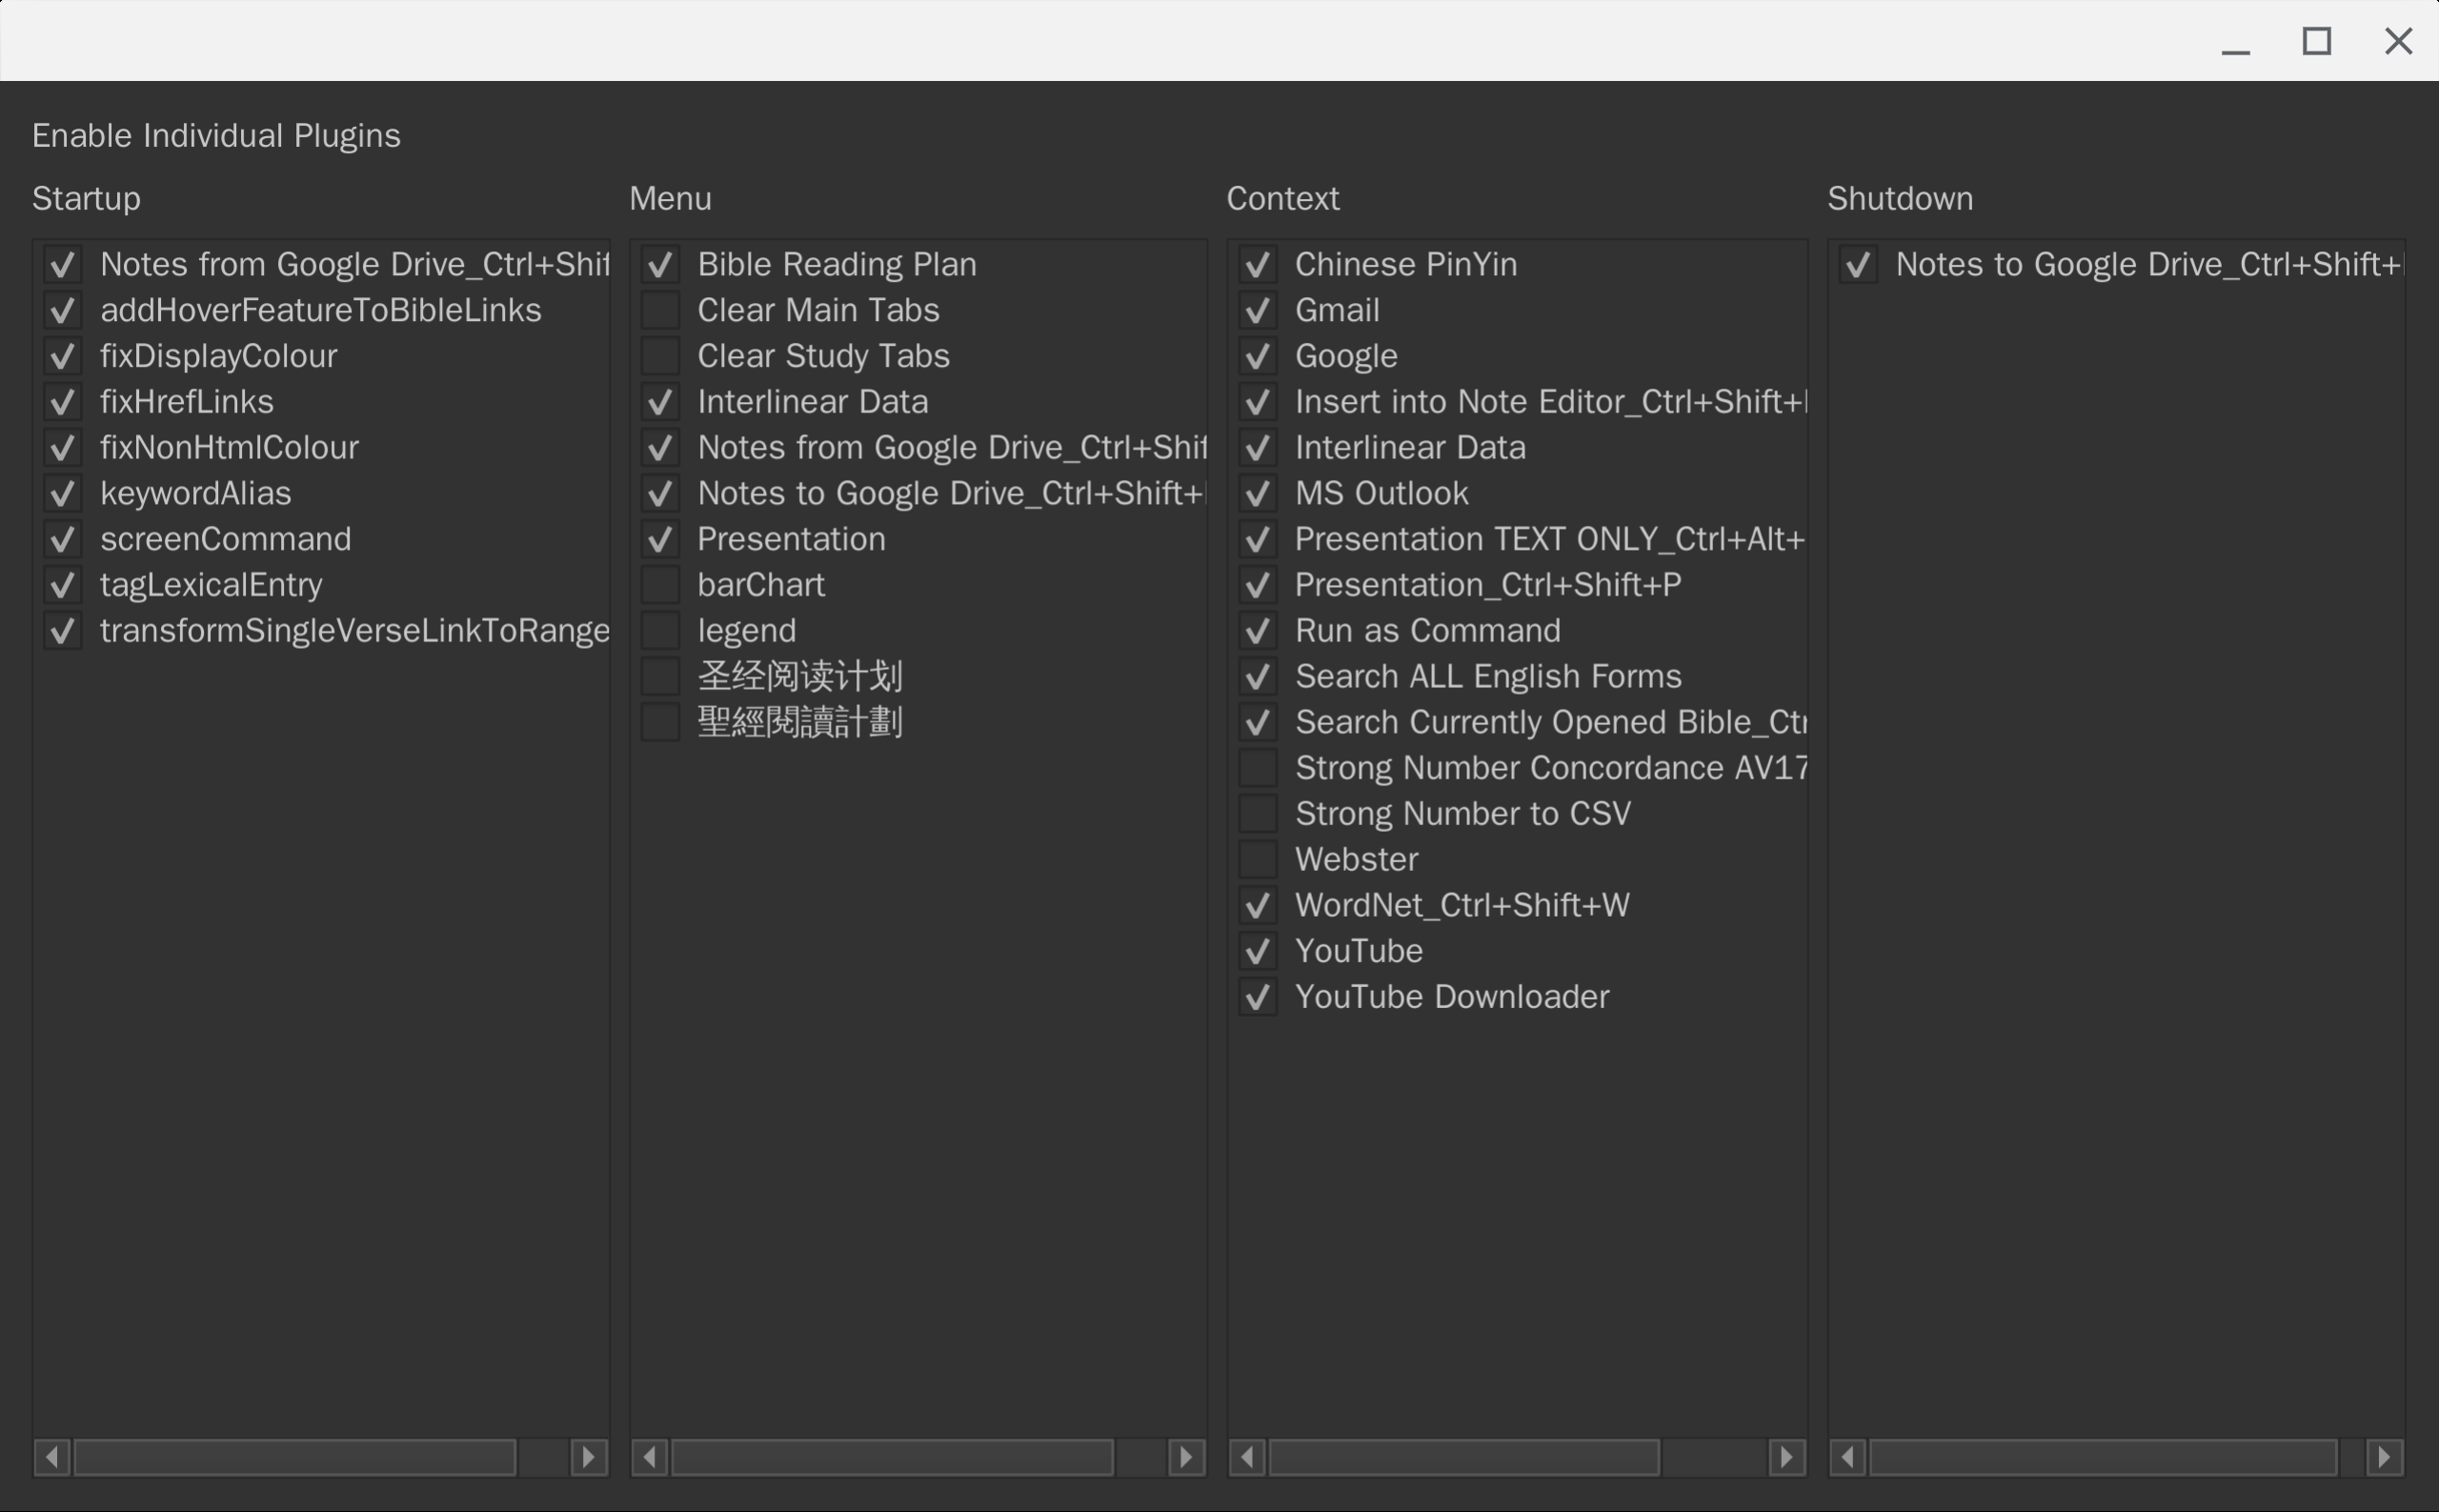 Enable Individual Plugins
Startup
Notes from Google Drive_Ctrl+Shif
addHoverFeatureToBibleLinks
fixDisplayColour
fixHrefLinks
fixNonHtmlColour
keywordAlias
screenCommand
tagLexicalEntry
transformSingleVerseLinkToRange
Menu
Bible Reading Plan
Clear Main Tabs
Clear Study Tabs
Interlinear Data
Notes from Google Drive_Ctrl+Shif
Notes to Google Drive_Ctrl+Shift+
Presentation
barChart
legend
圣经阅读计划
聖經閱讀計劃
Context
Chinese PinYin
Gmail
Google
Insert into Note Editor_Ctrl+Shift+
Interlinear Data
MS Outlook
Presentation TEXT ONLY_Ctrl+Alt+
Presentation_Ctrl+Shift+P
Run as Command
Search ALL English Forms
Search Currently Opened Bible_Ctr
Strong Number Concordance AV17
Strong Number to CSV
Webster
WordNet_Ctrl+Shift+W
YouTube
YouTube Downloader
Shutdown
Notes to Google Drive_Ctrl+Shift+